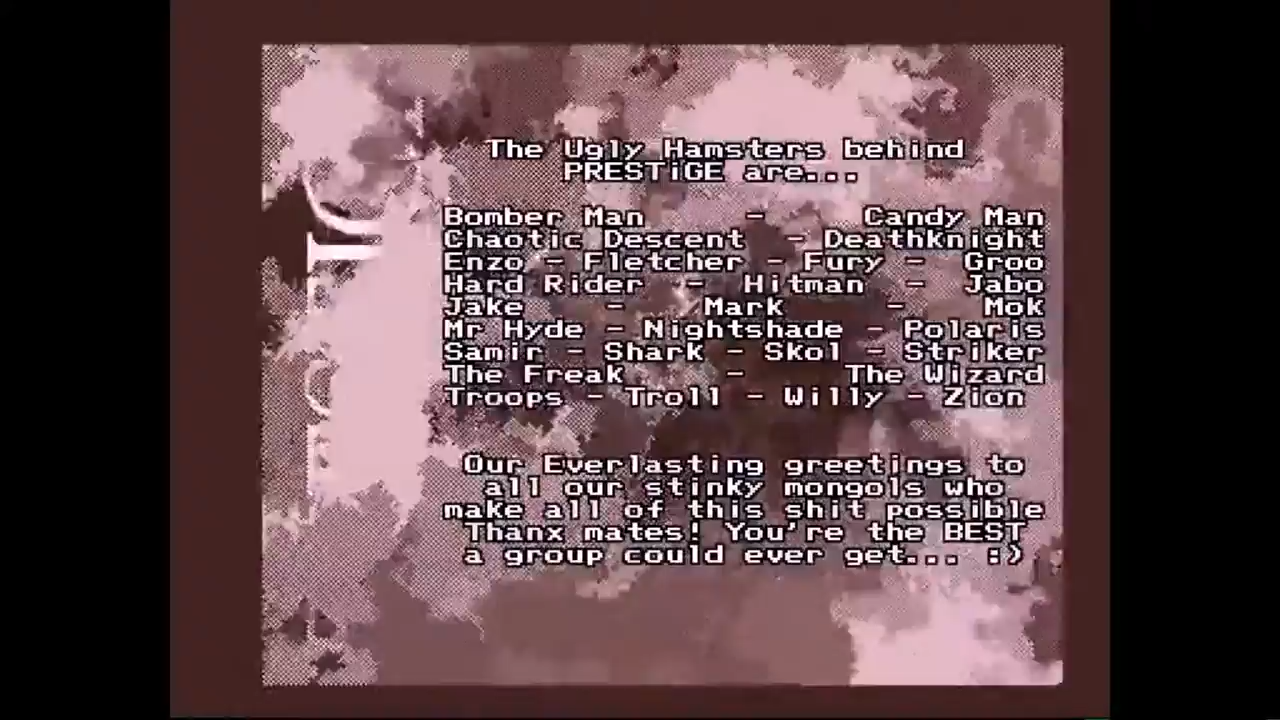 The Ugly Hamsters behind
PRESTiGE are...
Bomber Man - Candy Man
Chaotic Descent - Deathknight
Enzo - Fletcher - Fury - Groo
Hard Rider - Hitman - Jabo
Jake - Mark - Mok
Mr Hyde - Nightshade - Polaris
Samir - Shark - Skol - Striker
The Freak - The Wizard
Troops - Troll - Willy - Zion
Our Everlasting greetings to
all our stinky mongols who
make all of this shit possible
Thanx mates! You're the BEST
a group could ever get... :)